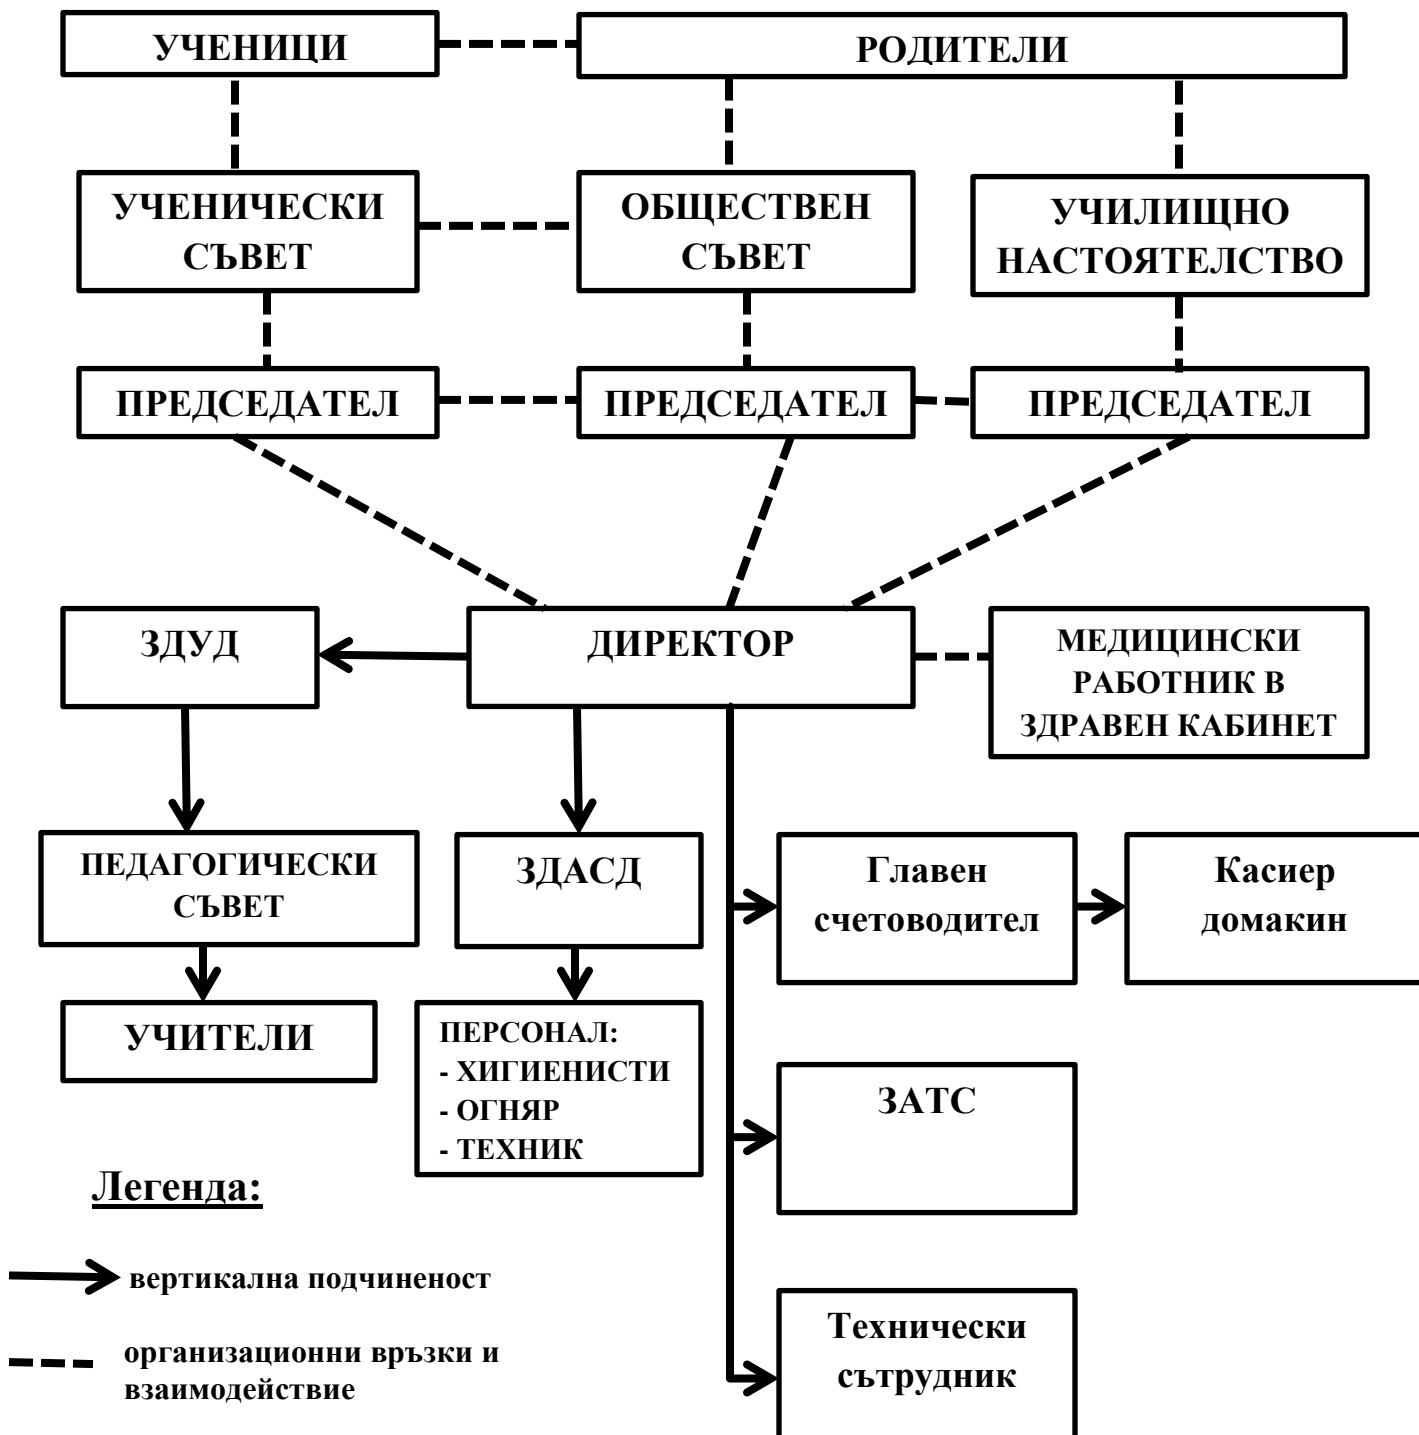 УЧЕНИЦИ
РОДИТЕЛИ
УЧЕНИЧЕСКИ
СЪВЕТ
ОБЩЕСТВЕН
СЪВЕТ
УЧИЛИЩНО
НАСТОЯТЕЛСТВО
ПРЕДСЕДАТЕЛ
ПРЕДСЕДАТЕЛ
ПРЕДСЕДАТЕЛ
ЗДУД
ДИРЕКТОР
МЕДИЦИНСКИ
РАБОТНИК В
ЗДРАВЕН КАБИНЕТ
ПЕДАГОГИЧЕСКИ
СЪВЕТ
ЗДАСД
Главен
счетоводител
Касиер
домакин
УЧИТЕЛИ
ПЕРСОНАЛ:
- ХИГИЕНИСТИ
- ОГНЯР
- ТЕХНИК
ЗАТС
Технически
сътрудник
Легенда:
вертикална подчиненост
организационни връзки и
взаимодействие